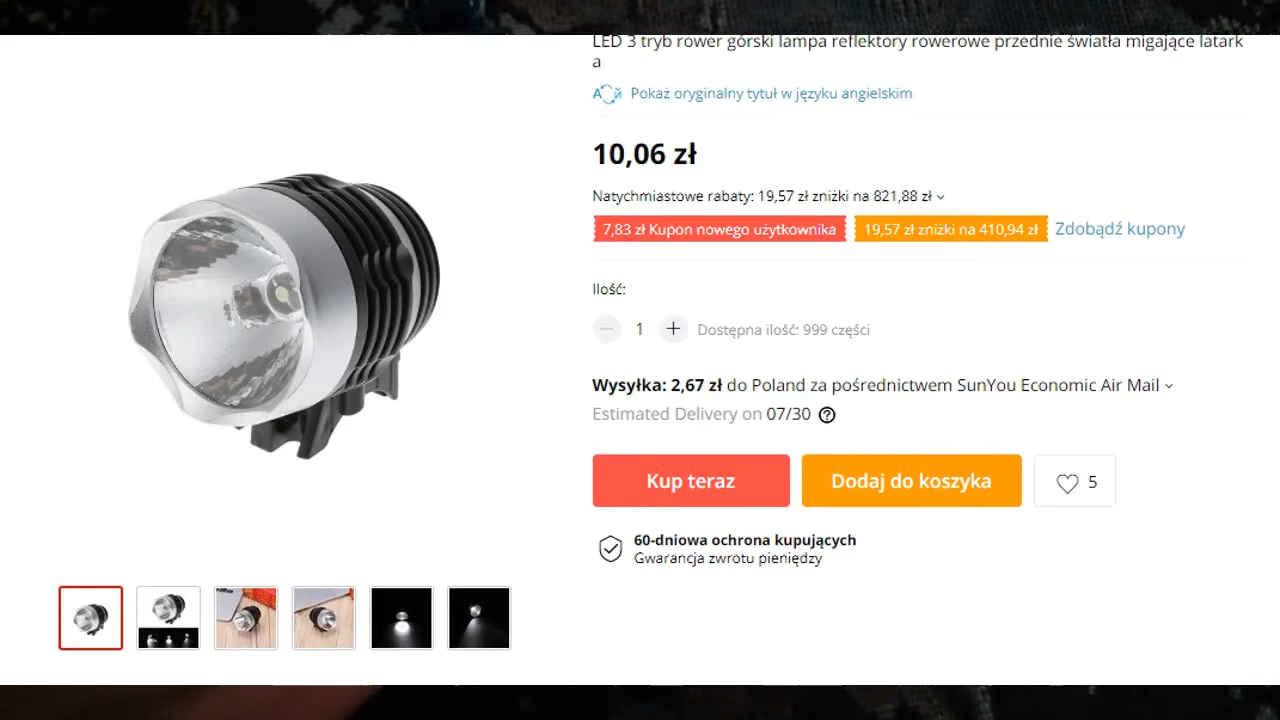 LED 3 tryb rower górski lampa reflektory rowerowe przednie światła migające latark
a
Pokaż oryginalny tytuł w języku angielskim
10,06 zł
Natychmiastowe rabaty: 19,57 zł zniżki na 821,88 zł
7,83 zł Kupon nowego użytkownika
19,57 zł zniżki na 410,94 zł
Zdobądź kupony
Ilość:
1
Dostępna ilość: 999 części
Wysyłka: 2,67 zł do Poland za pośrednictwem SunYou Economic Air Mail
Estimated Delivery on 07/30
Kup teraz
Dodaj do koszyka
5
60-dniowa ochrona kupujących
Gwarancja zwrotu pieniędzy